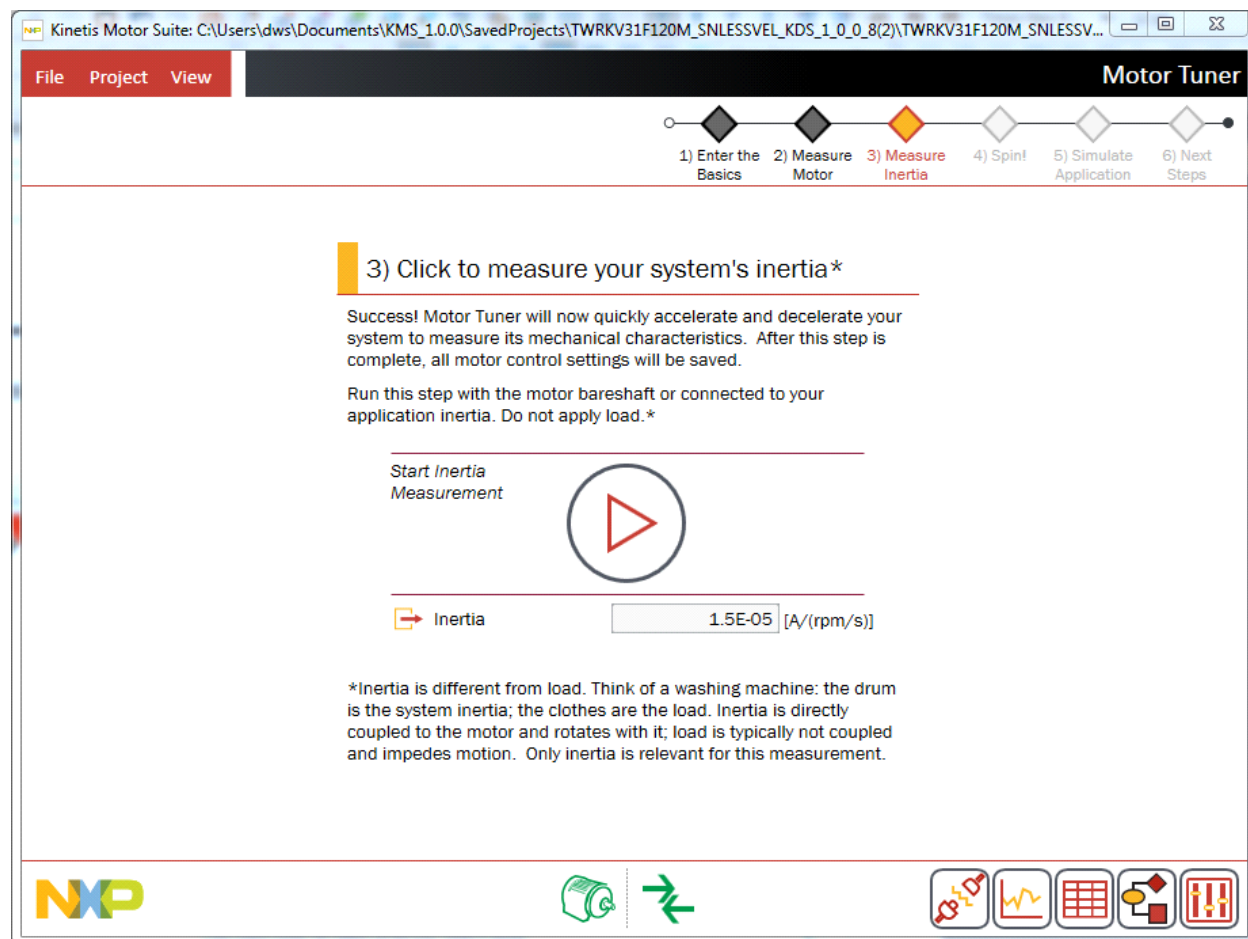 Kinetis Motor Suite: C:\Users\dws\Documents\KMS_1.0.0\SavedProjects\TWRKV31F120M_SNLESSVEL_KDS_1_0_0_8(2)\TWRKV31F120M_SNLESSV...
File Project View
Motor Tuner
1) Enter the Basics
2) Measure Motor
3) Measure Inertia
4) Spin!
5) Simulate Application
6) Next Steps
3) Click to measure your system's inertia*
Success! Motor Tuner will now quickly accelerate and decelerate your
system to measure its mechanical characteristics. After this step is
complete, all motor control settings will be saved.
Run this step with the motor bareshaft or connected to your
application inertia. Do not apply load.*
Start Inertia
Measurement
Inertia 1.5E-05 [A/(rpm/s)]
*Inertia is different from load. Think of a washing machine: the drum
is the system inertia; the clothes are the load. Inertia is directly
coupled to the motor and rotates with it; load is typically not coupled
and impedes motion. Only inertia is relevant for this measurement.
NXP